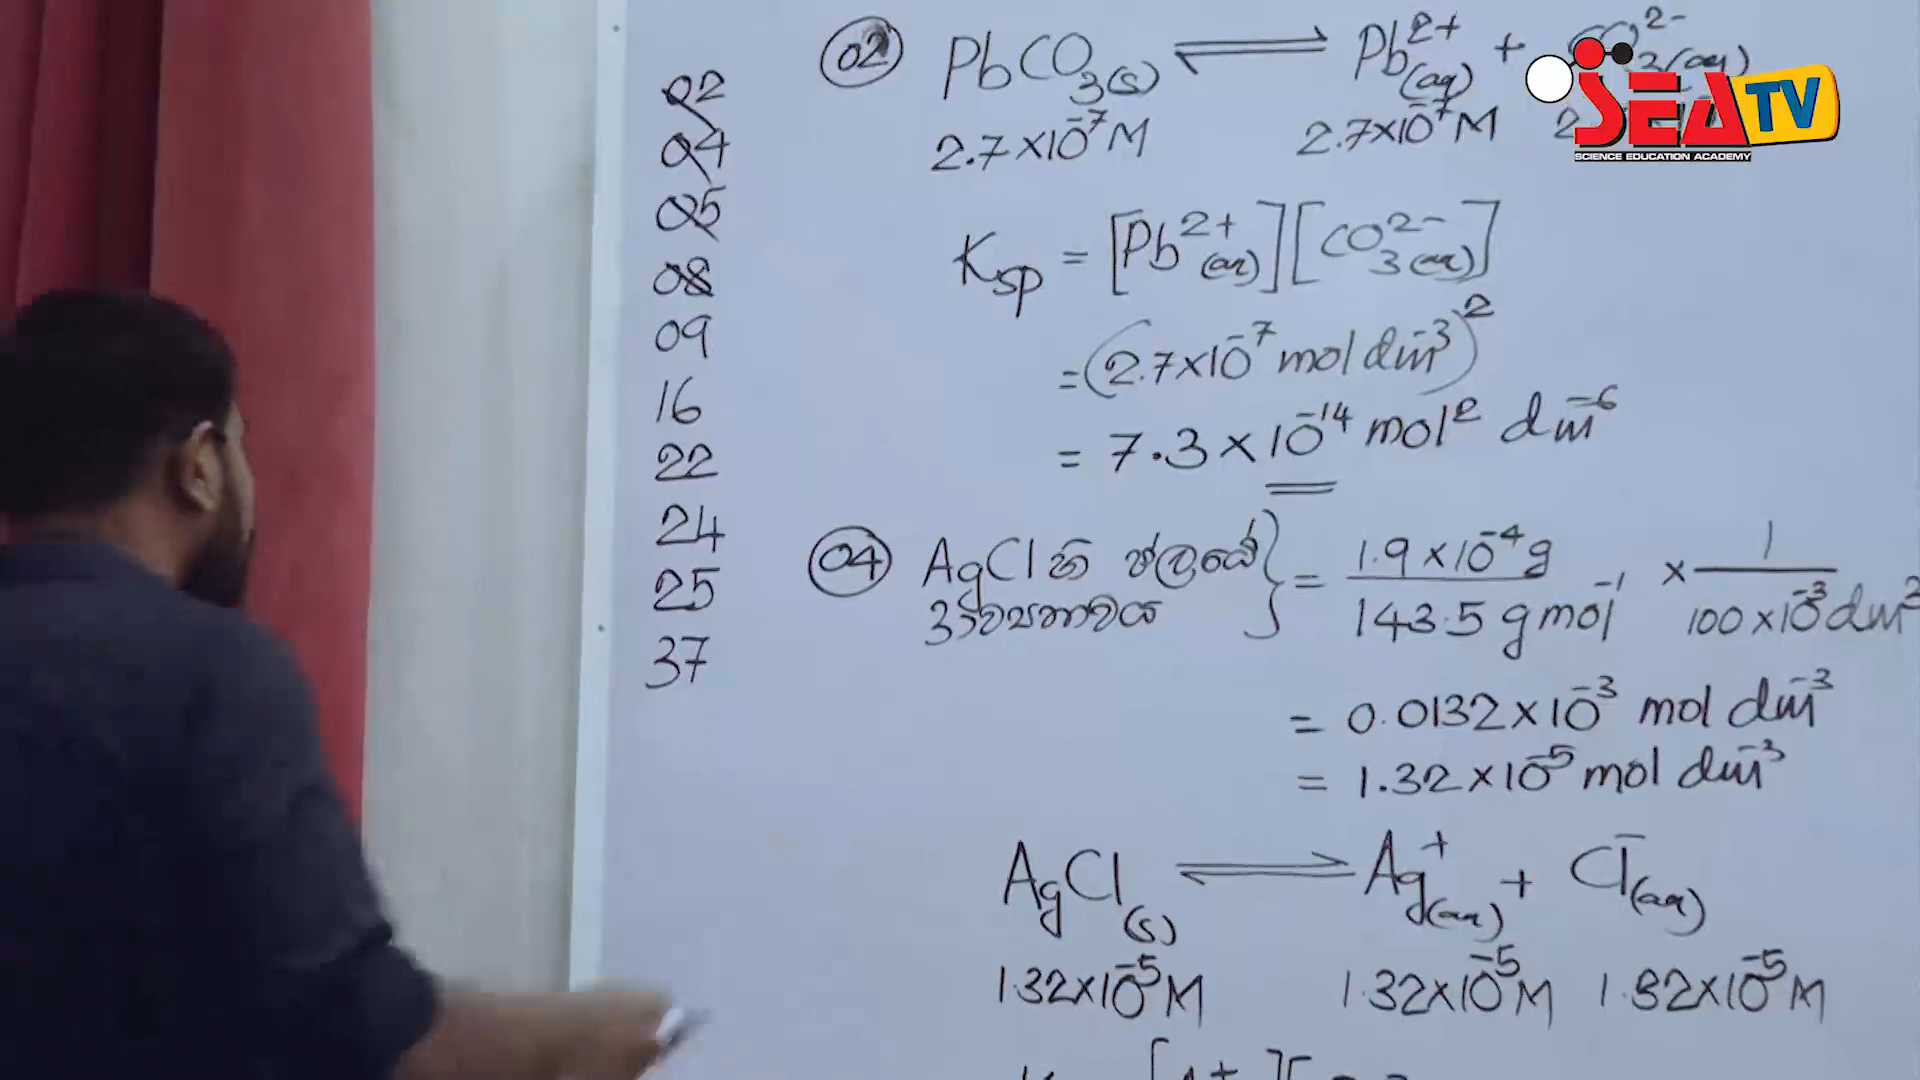 02
04
05
08
09
16
22
24
25
37
02 PbCO₃(s) ⇌ Pb²⁺(aq) + CO₃²⁻(aq)
2.7×10⁻⁷M 2.7×10⁻⁷M
Ksp = [Pb²⁺(aq)][CO₃²⁻(aq)]
= (2.7×10⁻⁷ mol dm⁻³)²
= 7.3×10⁻¹⁴ mol² dm⁻⁶
04 AgCl හි ජලයේ ද්‍රාව්‍යතාවය } = 1.9×10⁻⁴ g / 143.5 g mol⁻¹ × 1 / 100×10⁻³ dm³
= 0.0132×10⁻³ mol dm⁻³
= 1.32×10⁻⁵ mol dm⁻³
AgCl(s) ⇌ Ag⁺(aq) + Cl⁻(aq)
1.32×10⁻⁵M 1.32×10⁻⁵M 1.32×10⁻⁵M
SEA TV
SCIENCE EDUCATION ACADEMY